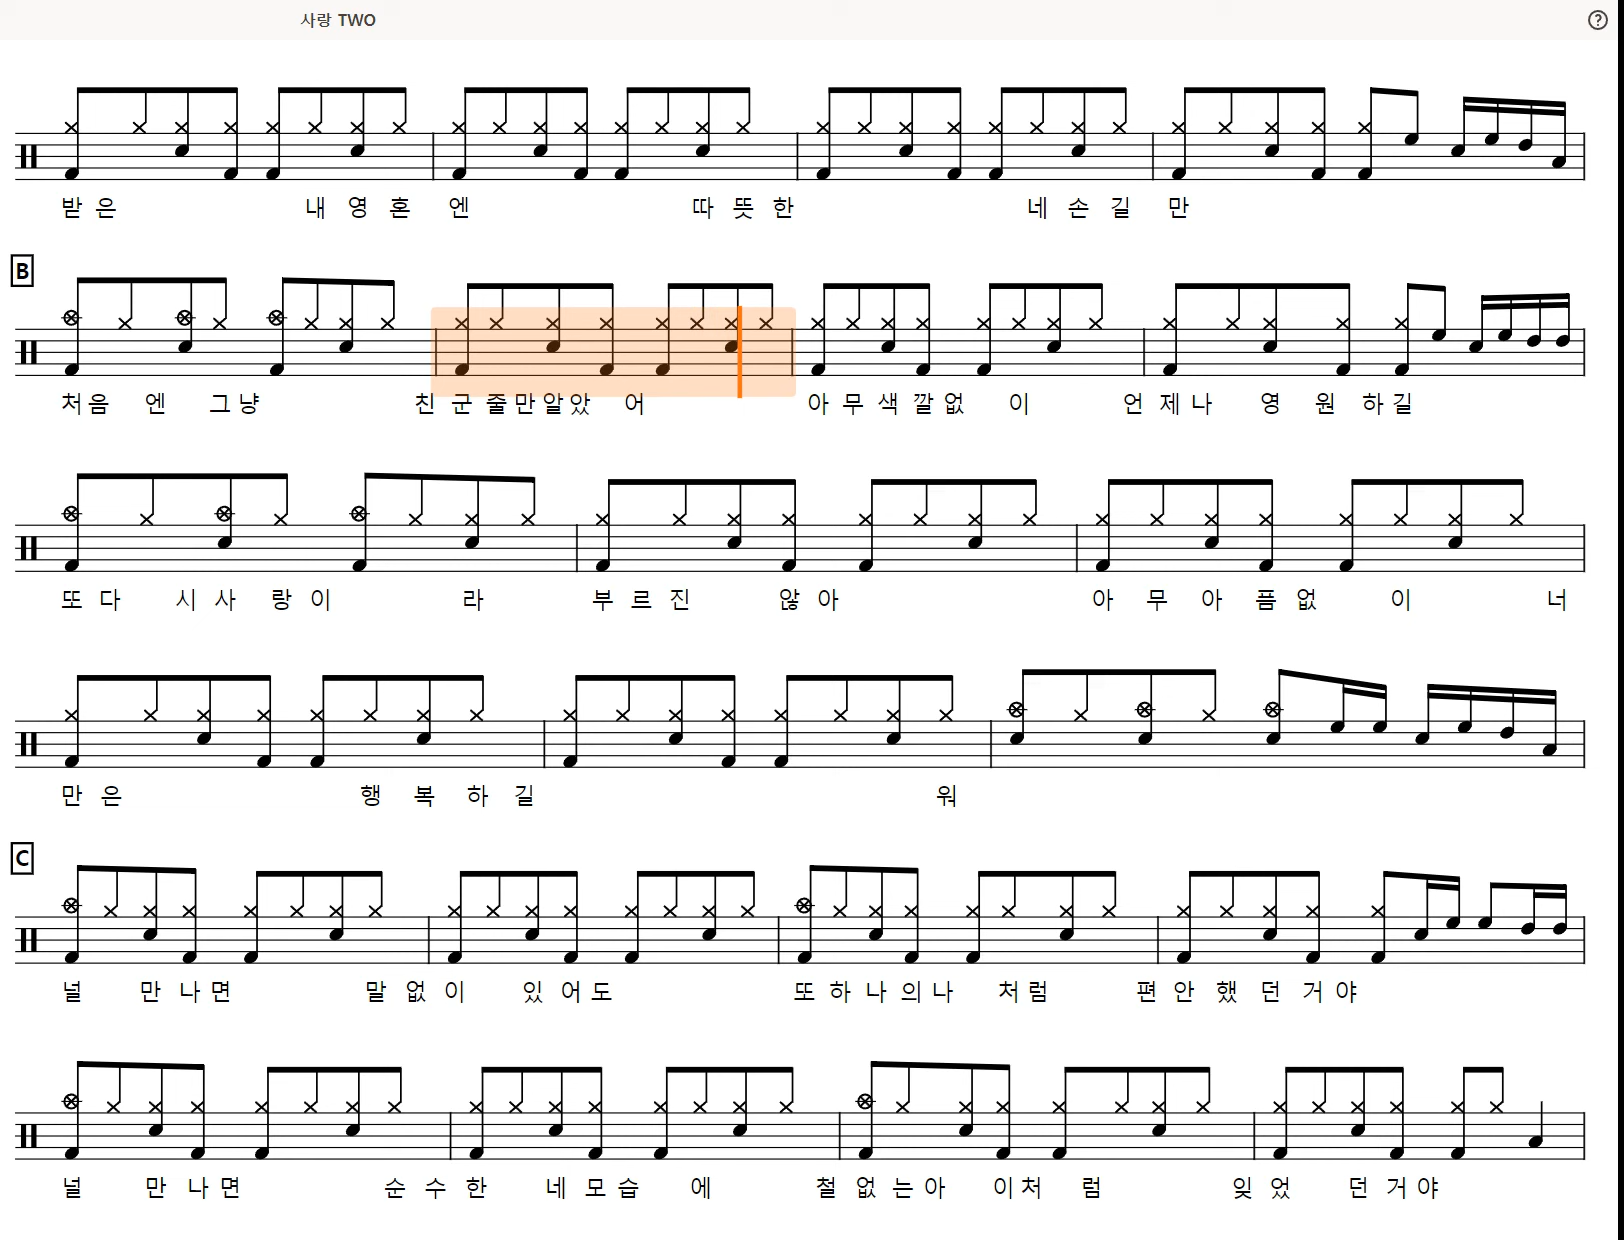 사랑 TWO
받 은 내 영 혼 엔 따 뜻 한 네 손 길 만
B
처음 엔 그냥 친 군 줄만알았 어 아 무 색 깔 없 이 언 제 나 영 원 하 길
또 다 시 사 랑 이 라 부 르 진 않 아 아 무 아 픔 없 이 너
만 은 행 복 하 길 워
C
널 만 나 면 말 없 이 있 어 도 또 하 나 의 나 처 럼 편 안 했 던 거 야
널 만 나 면 순 수 한 네 모 습 에 철 없 는 아 이 처 럼 잊 었 던 거 야